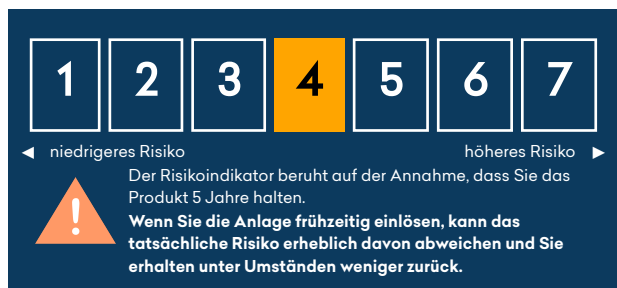 1 2 3 4 5 6 7
◄ niedrigeres Risiko höheres Risiko ►
Der Risikoindikator beruht auf der Annahme, dass Sie das
Produkt 5 Jahre halten.
!
Wenn Sie die Anlage frühzeitig einlösen, kann das
tatsächliche Risiko erheblich davon abweichen und Sie
erhalten unter Umständen weniger zurück.